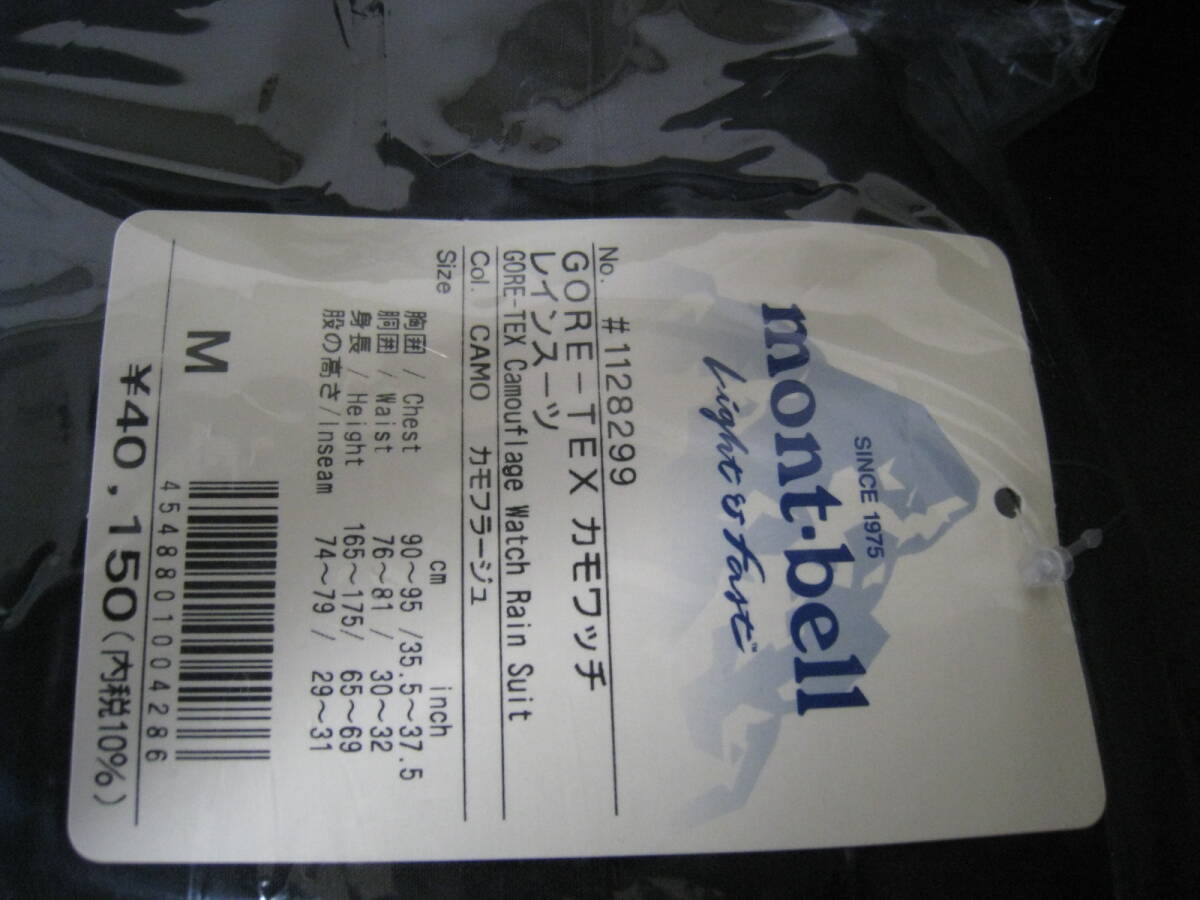 SINCE 1975
mont·bell
Light & fast™
No. #1128299
GORE-TEX カモワッチ
レインスーツ
GORE-TEX Camouflage Watch Rain Suit
Col. CAMO カモフラージュ
Size cm inch
胸囲 / Chest 90～95 /35.5～37.5
胴囲 / Waist 76～81 / 30～32
身長 / Height 165～175/ 65～69
股の高さ/Inseam 74～79 / 29～31
M
4548801004286
¥40,150(内税10%)